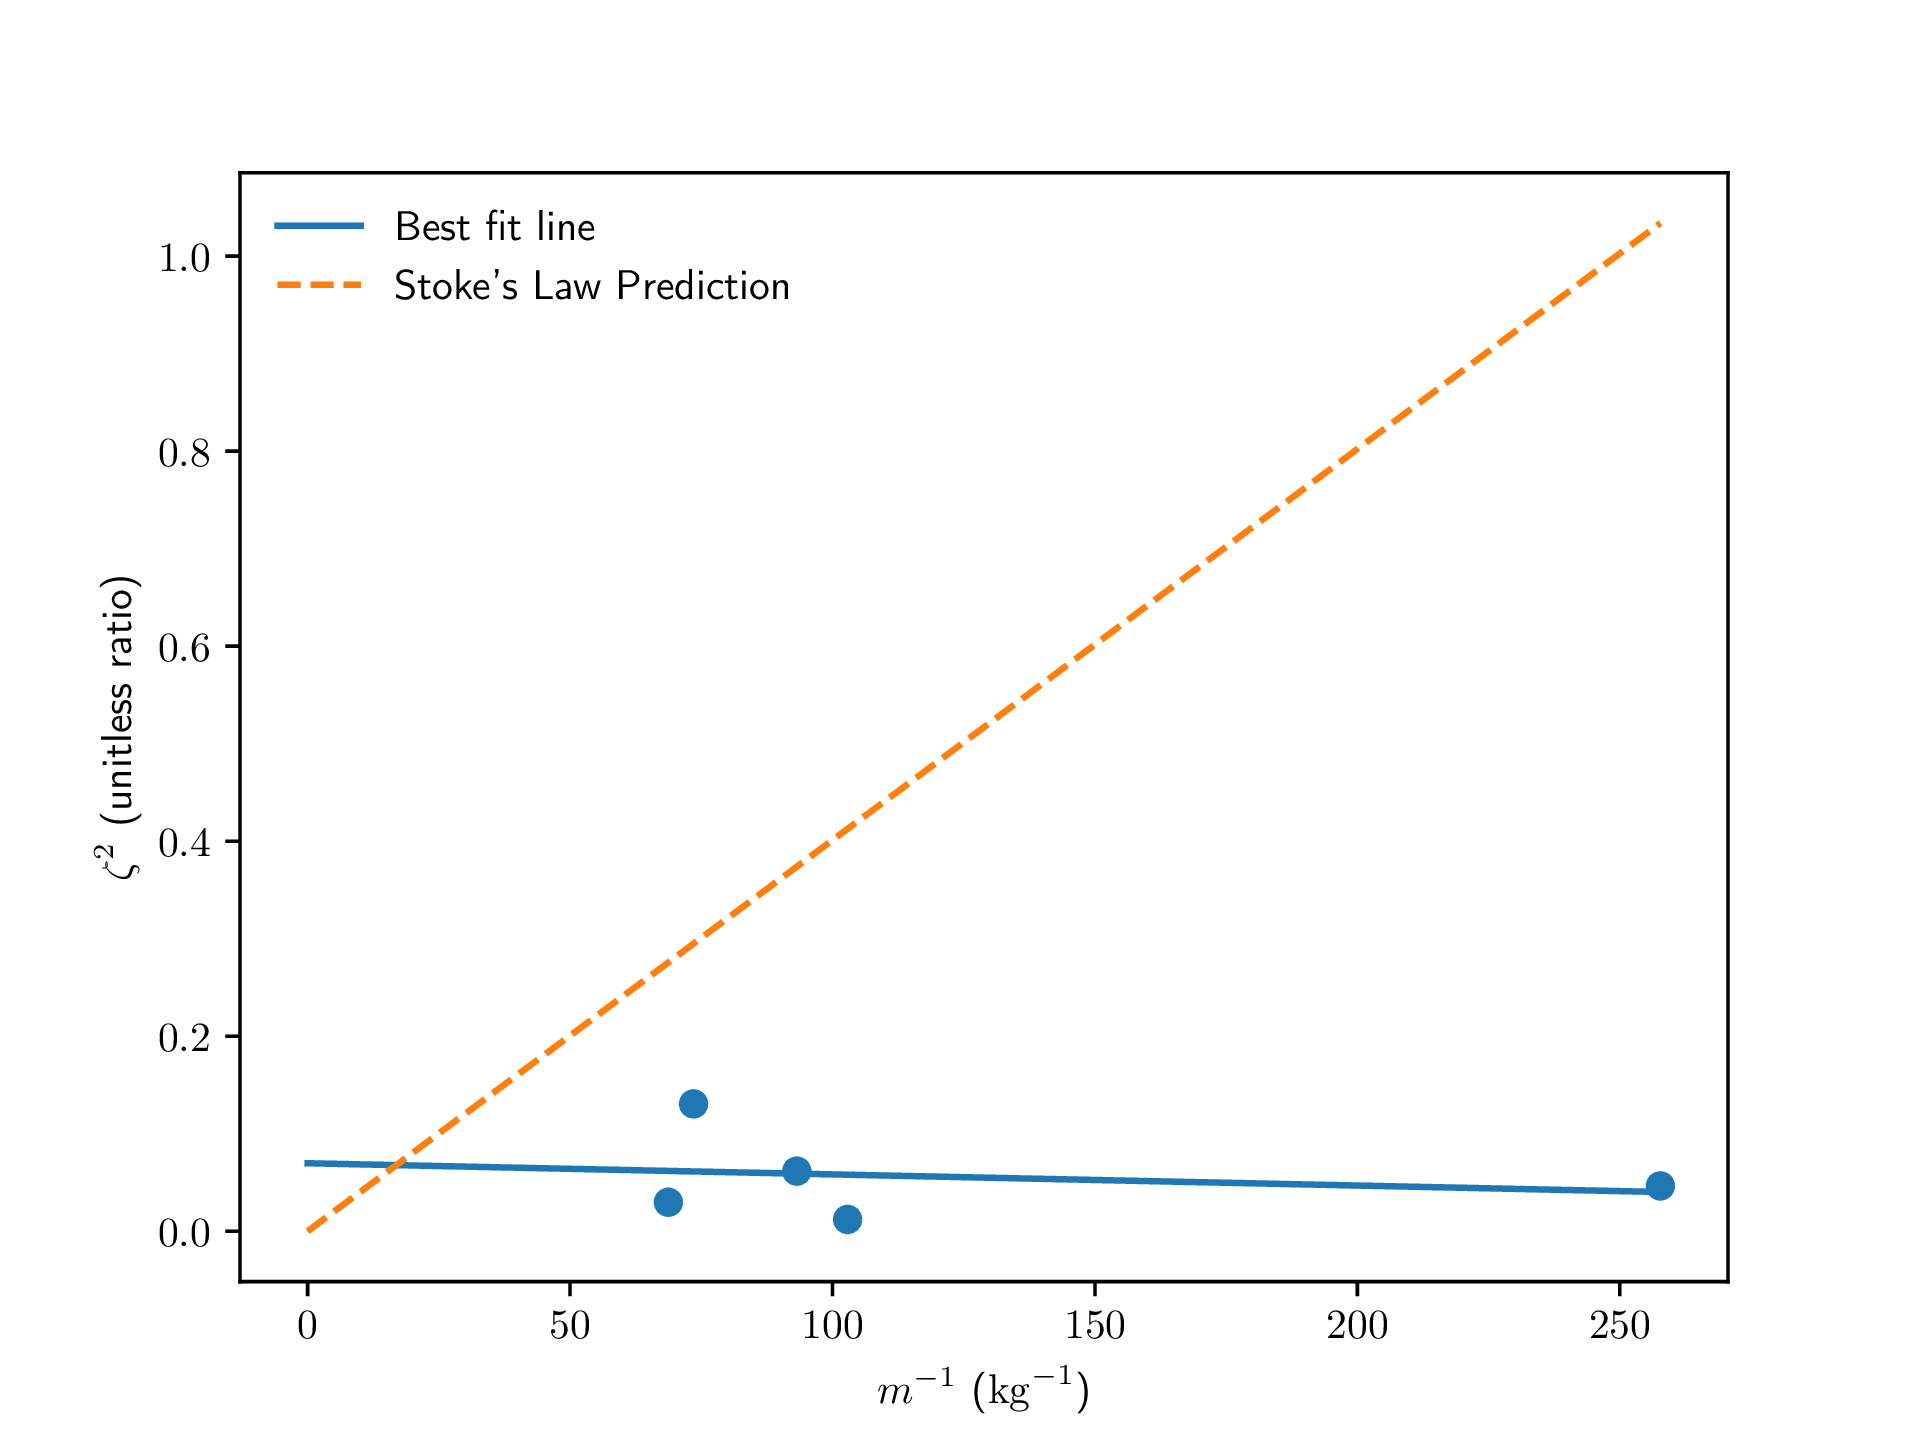 Best fit line
Stoke's Law Prediction
1.0
0.8
0.6
0.4
0.2
0.0
ζ² (unitless ratio)
0 50 100 150 200 250
m⁻¹ (kg⁻¹)